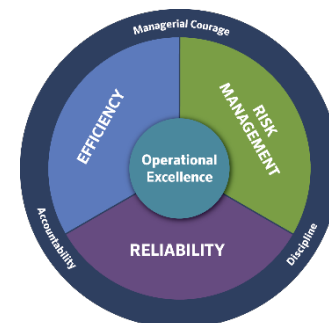 Managerial Courage
EFFICIENCY
RISK
MANAGEMENT
Operational
Excellence
RELIABILITY
Accountability
Discipline